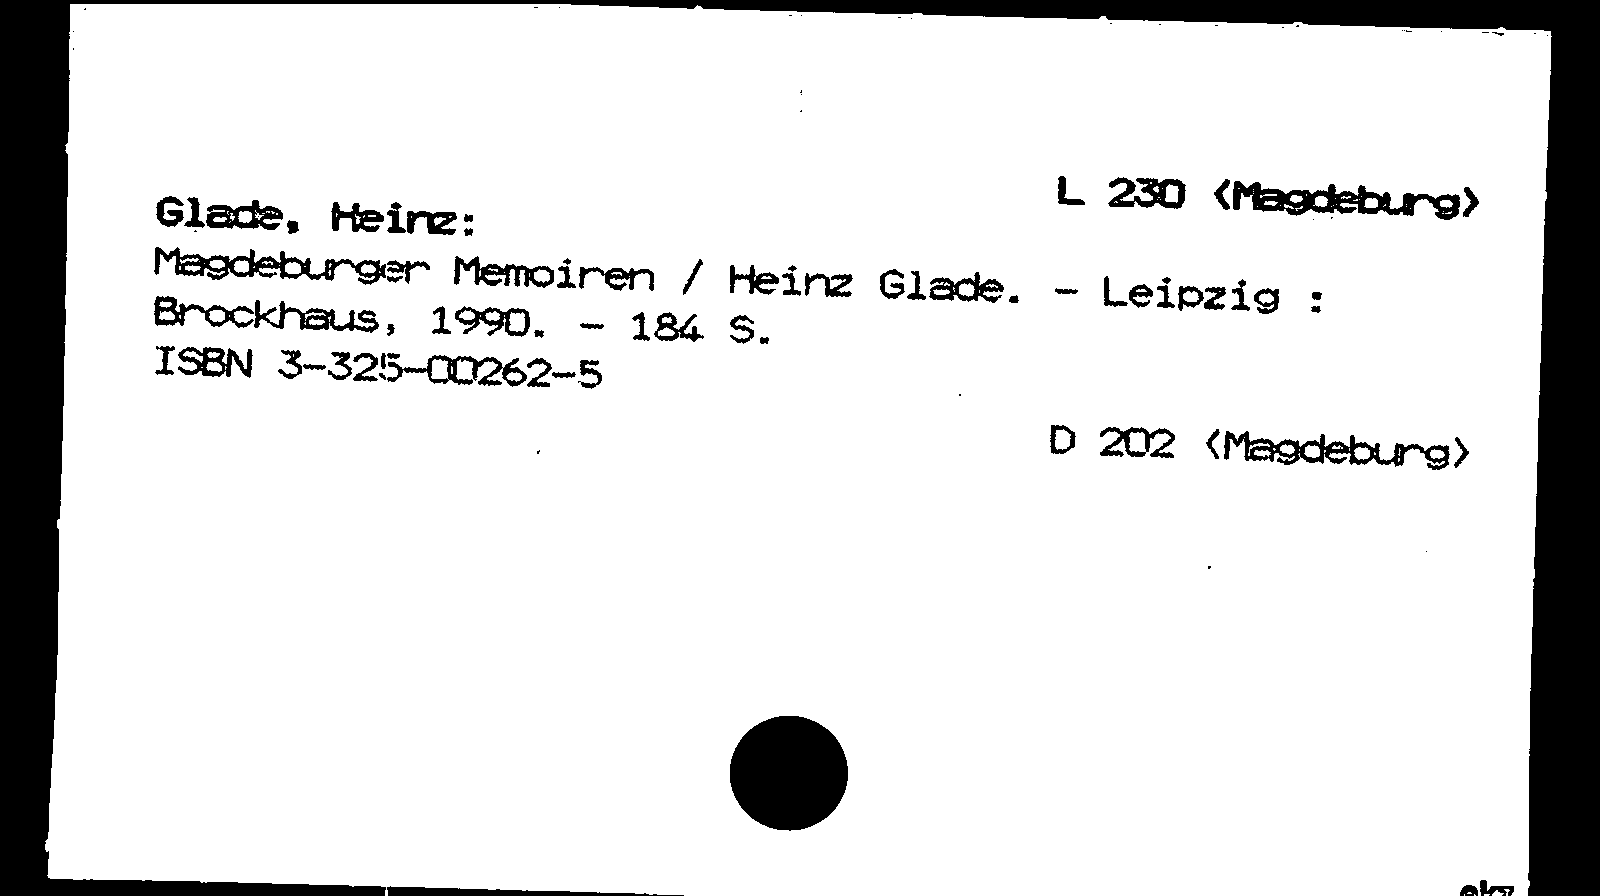 L 230 <Magdeburg>
Glade, Heinz:
Magdeburger Memoiren / Heinz Glade. - Leipzig :
Brockhaus, 1990. - 184 S.
ISBN 3-325-00262-5
D 202 <Magdeburg>
ekz